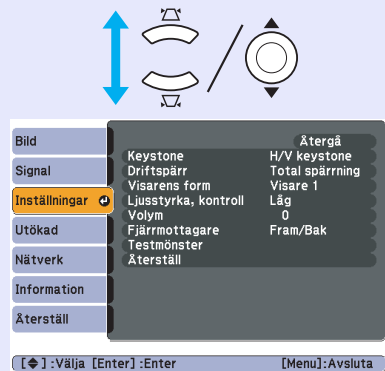 Bild
Signal
Inställningar
Utökad
Nätverk
Information
Återställ
Återgå
Keystone H/V keystone
Driftspärr Total spärrning
Visarens form Visare 1
Ljusstyrka, kontroll Låg
Volym 0
Fjärrmottagare Fram/Bak
Testmönster
Återställ
[◆] :Välja [Enter] :Enter [Menu]:Avsluta